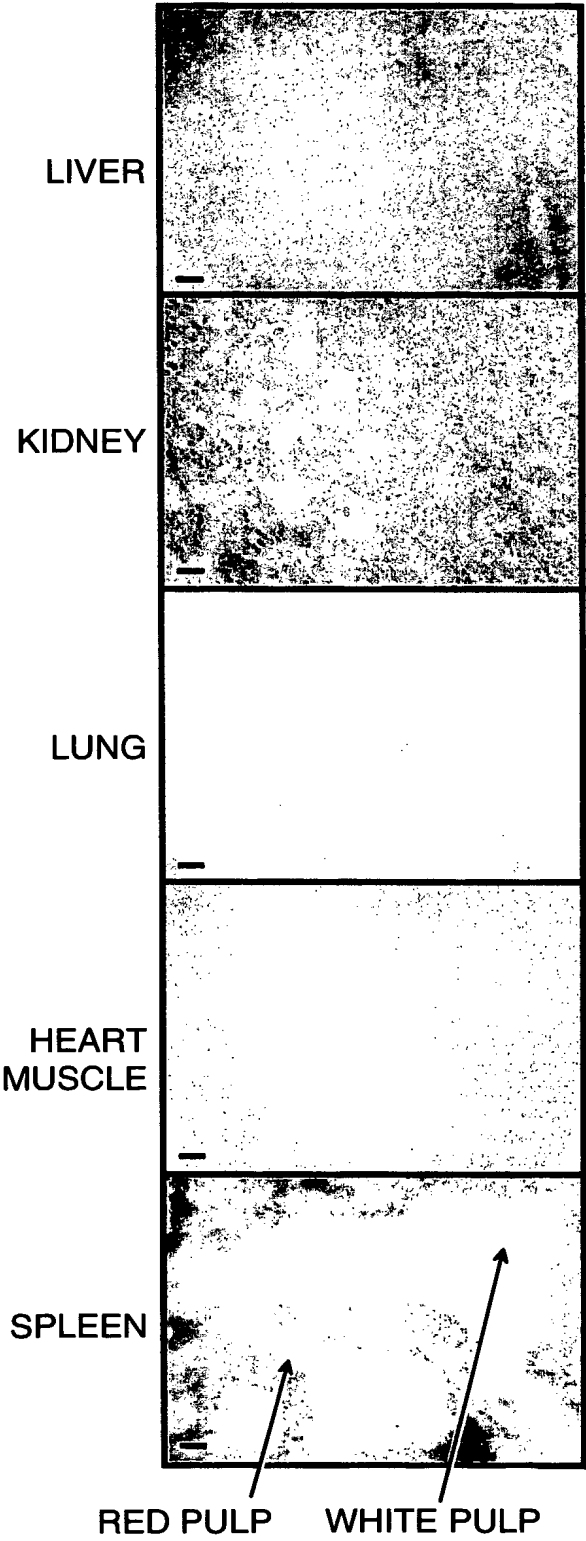 LIVER
KIDNEY
LUNG
HEART
MUSCLE
SPLEEN
RED PULP
WHITE PULP